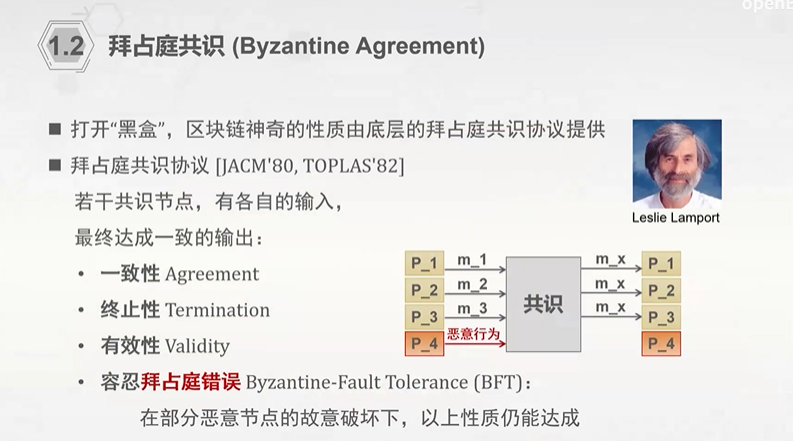 openE
1.2 拜占庭共识 (Byzantine Agreement)
■ 打开“黑盒”，区块链神奇的性质由底层的拜占庭共识协议提供
■ 拜占庭共识协议 [JACM'80, TOPLAS'82]
若干共识节点，有各自的输入，
最终达成一致的输出：
• 一致性 Agreement
• 终止性 Termination
• 有效性 Validity
• 容忍拜占庭错误 Byzantine-Fault Tolerance (BFT)：
在部分恶意节点的故意破坏下，以上性质仍能达成
Leslie Lamport
P_1 m_1 m_x P_1
P_2 m_2 m_x P_2
P_3 m_3 共识 m_x P_3
P_4 恶意行为 P_4